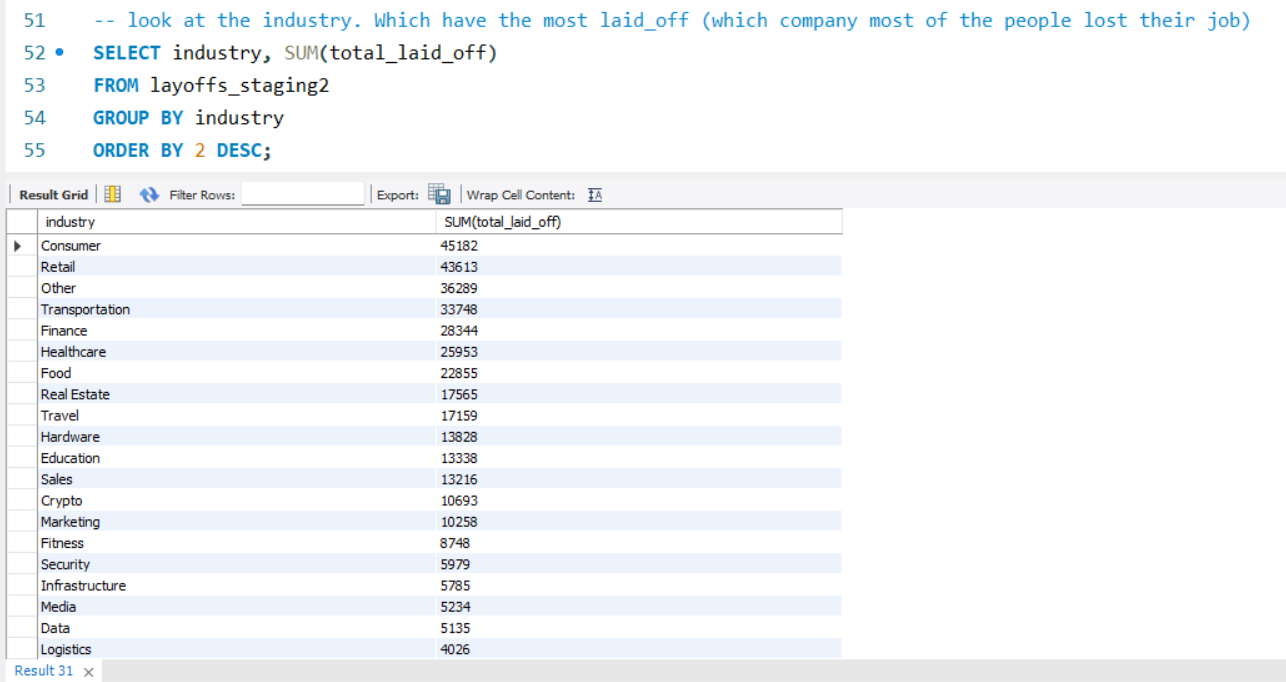 51 -- look at the industry. Which have the most laid_off (which company most of the people lost their job)
52 SELECT industry, SUM(total_laid_off)
53 FROM layoffs_staging2
54 GROUP BY industry
55 ORDER BY 2 DESC;
Result Grid Filter Rows: Export: Wrap Cell Content: IA
industry SUM(total_laid_off)
Consumer 45182
Retail 43613
Other 36289
Transportation 33748
Finance 28344
Healthcare 25953
Food 22855
Real Estate 17565
Travel 17159
Hardware 13828
Education 13338
Sales 13216
Crypto 10693
Marketing 10258
Fitness 8748
Security 5979
Infrastructure 5785
Media 5234
Data 5135
Logistics 4026
Result 31 ×